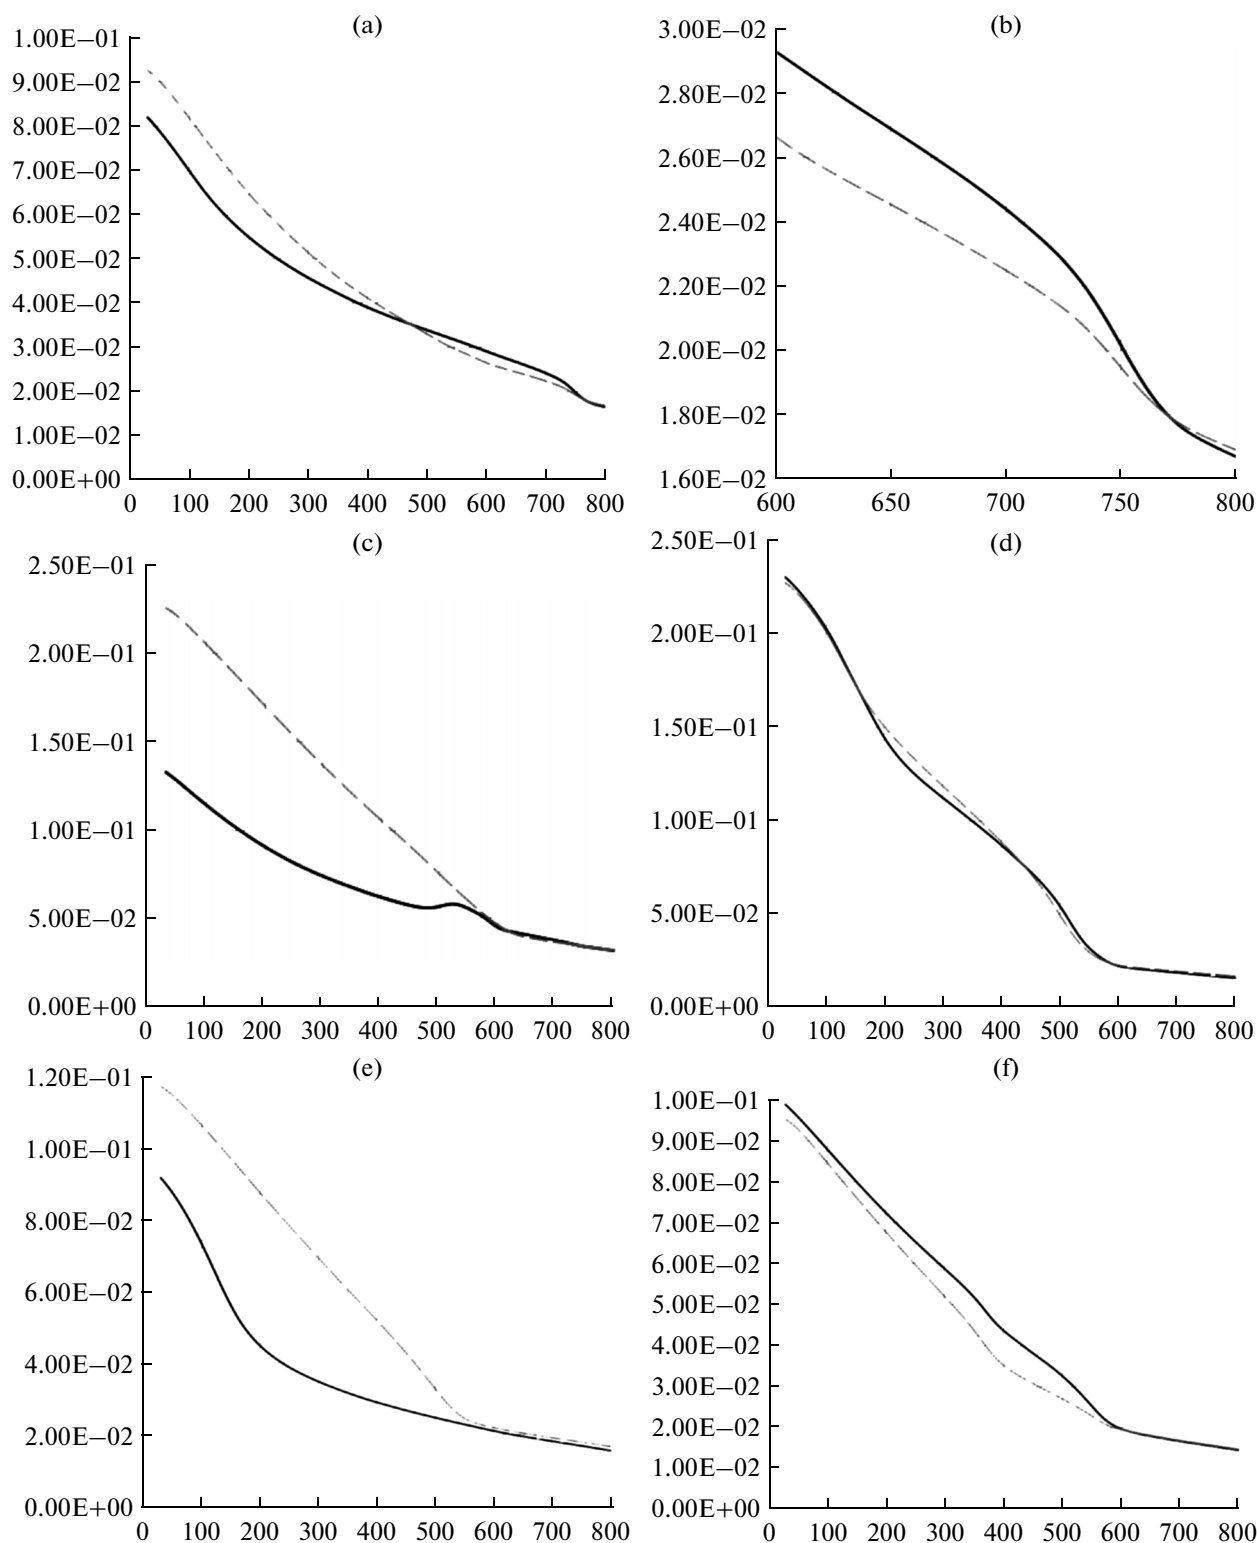 (a)
1.00E−01
9.00E−02
8.00E−02
7.00E−02
6.00E−02
5.00E−02
4.00E−02
3.00E−02
2.00E−02
1.00E−02
0.00E+00
0 100 200 300 400 500 600 700 800
(b)
3.00E−02
2.80E−02
2.60E−02
2.40E−02
2.20E−02
2.00E−02
1.80E−02
1.60E−02
600 650 700 750 800
(c)
2.50E−01
2.00E−01
1.50E−01
1.00E−01
5.00E−02
0.00E+00
0 100 200 300 400 500 600 700 800
(d)
2.50E−01
2.00E−01
1.50E−01
1.00E−01
5.00E−02
0.00E+00
0 100 200 300 400 500 600 700 800
(e)
1.20E−01
1.00E−01
8.00E−02
6.00E−02
4.00E−02
2.00E−02
0.00E+00
0 100 200 300 400 500 600 700 800
(f)
1.00E−01
9.00E−02
8.00E−02
7.00E−02
6.00E−02
5.00E−02
4.00E−02
3.00E−02
2.00E−02
1.00E−02
0.00E+00
0 100 200 300 400 500 600 700 800